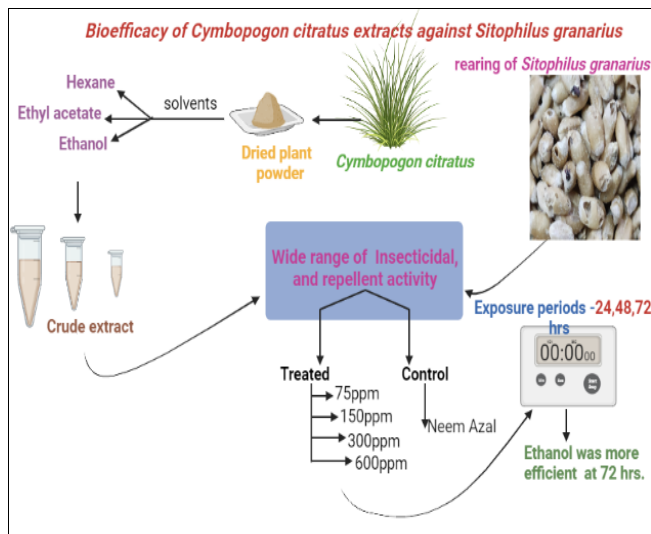 Bioefficacy of Cymbopogon citratus extracts against Sitophilus granarius
rearing of Sitophilus granarius
Hexane
Ethyl acetate
Ethanol
solvents
Dried plant
powder
Cymbopogon citratus
Crude extract
Wide range of Insecticidal,
and repellent activity
Exposure periods -24,48,72
hrs
00:00 00
Treated
75ppm
150ppm
300ppm
600ppm
Control
Neem Azal
Ethanol was more
efficient at 72 hrs.